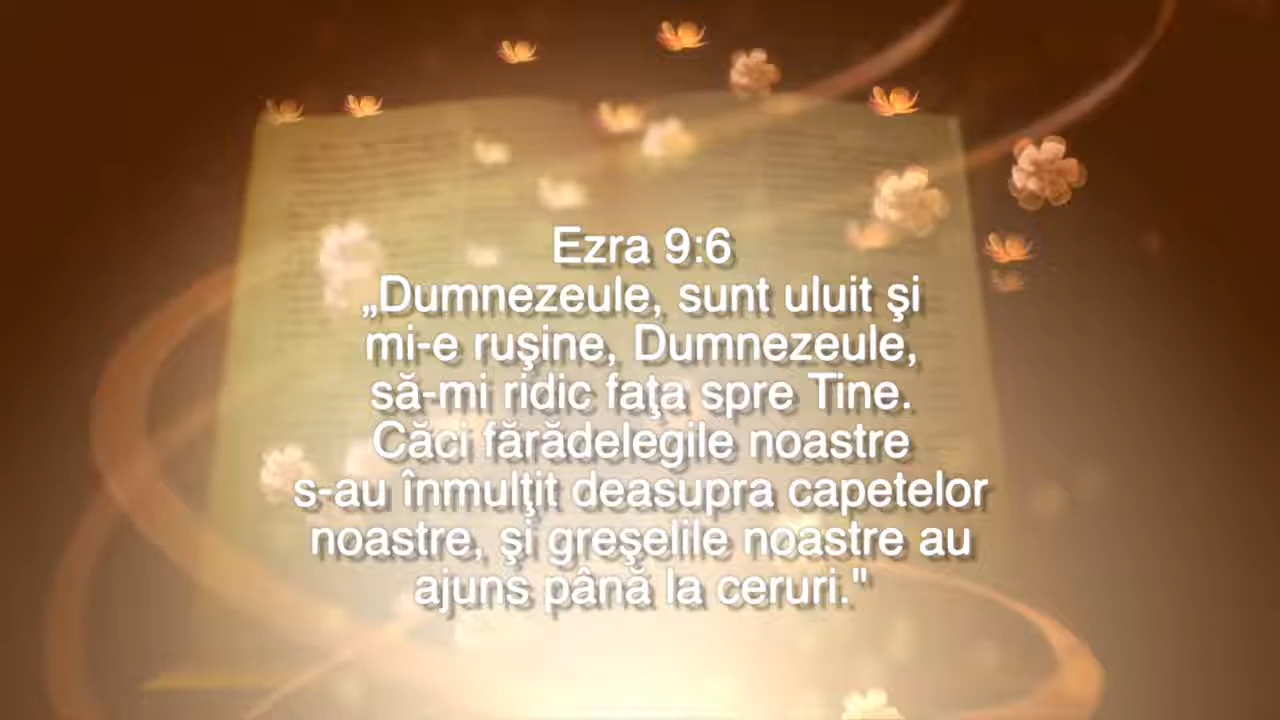 Ezra 9:6
„Dumnezeule, sunt uluit şi
mi-e ruşine, Dumnezeule,
să-mi ridic faţa spre Tine.
Căci fărădelegile noastre
s-au înmulţit deasupra capetelor
noastre, şi greşelile noastre au
ajuns până la ceruri."